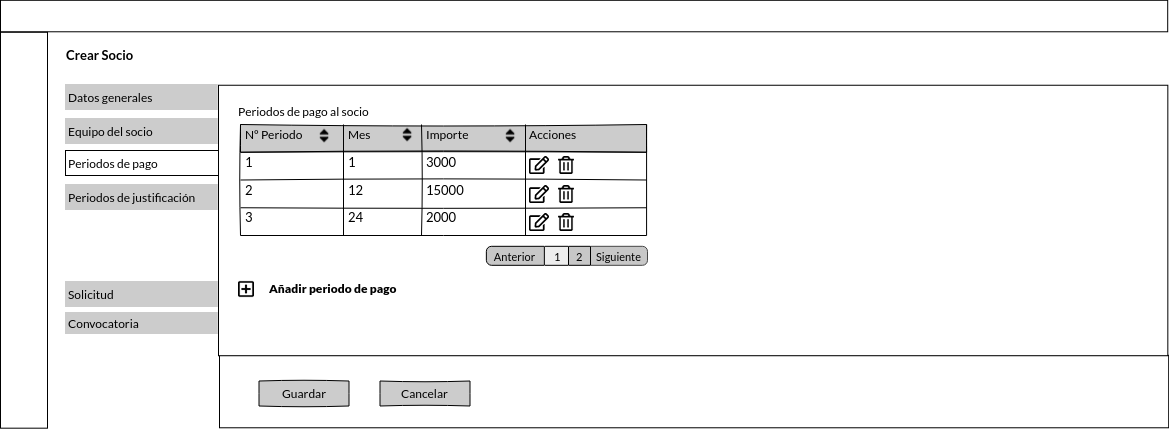 Crear Socio
Datos generales
Equipo del socio
Periodos de pago
Periodos de justificación
Solicitud
Convocatoria
Periodos de pago al socio
Nº Periodo Mes Importe Acciones
1 1 3000
2 12 15000
3 24 2000
Anterior 1 2 Siguiente
Añadir periodo de pago
Guardar Cancelar